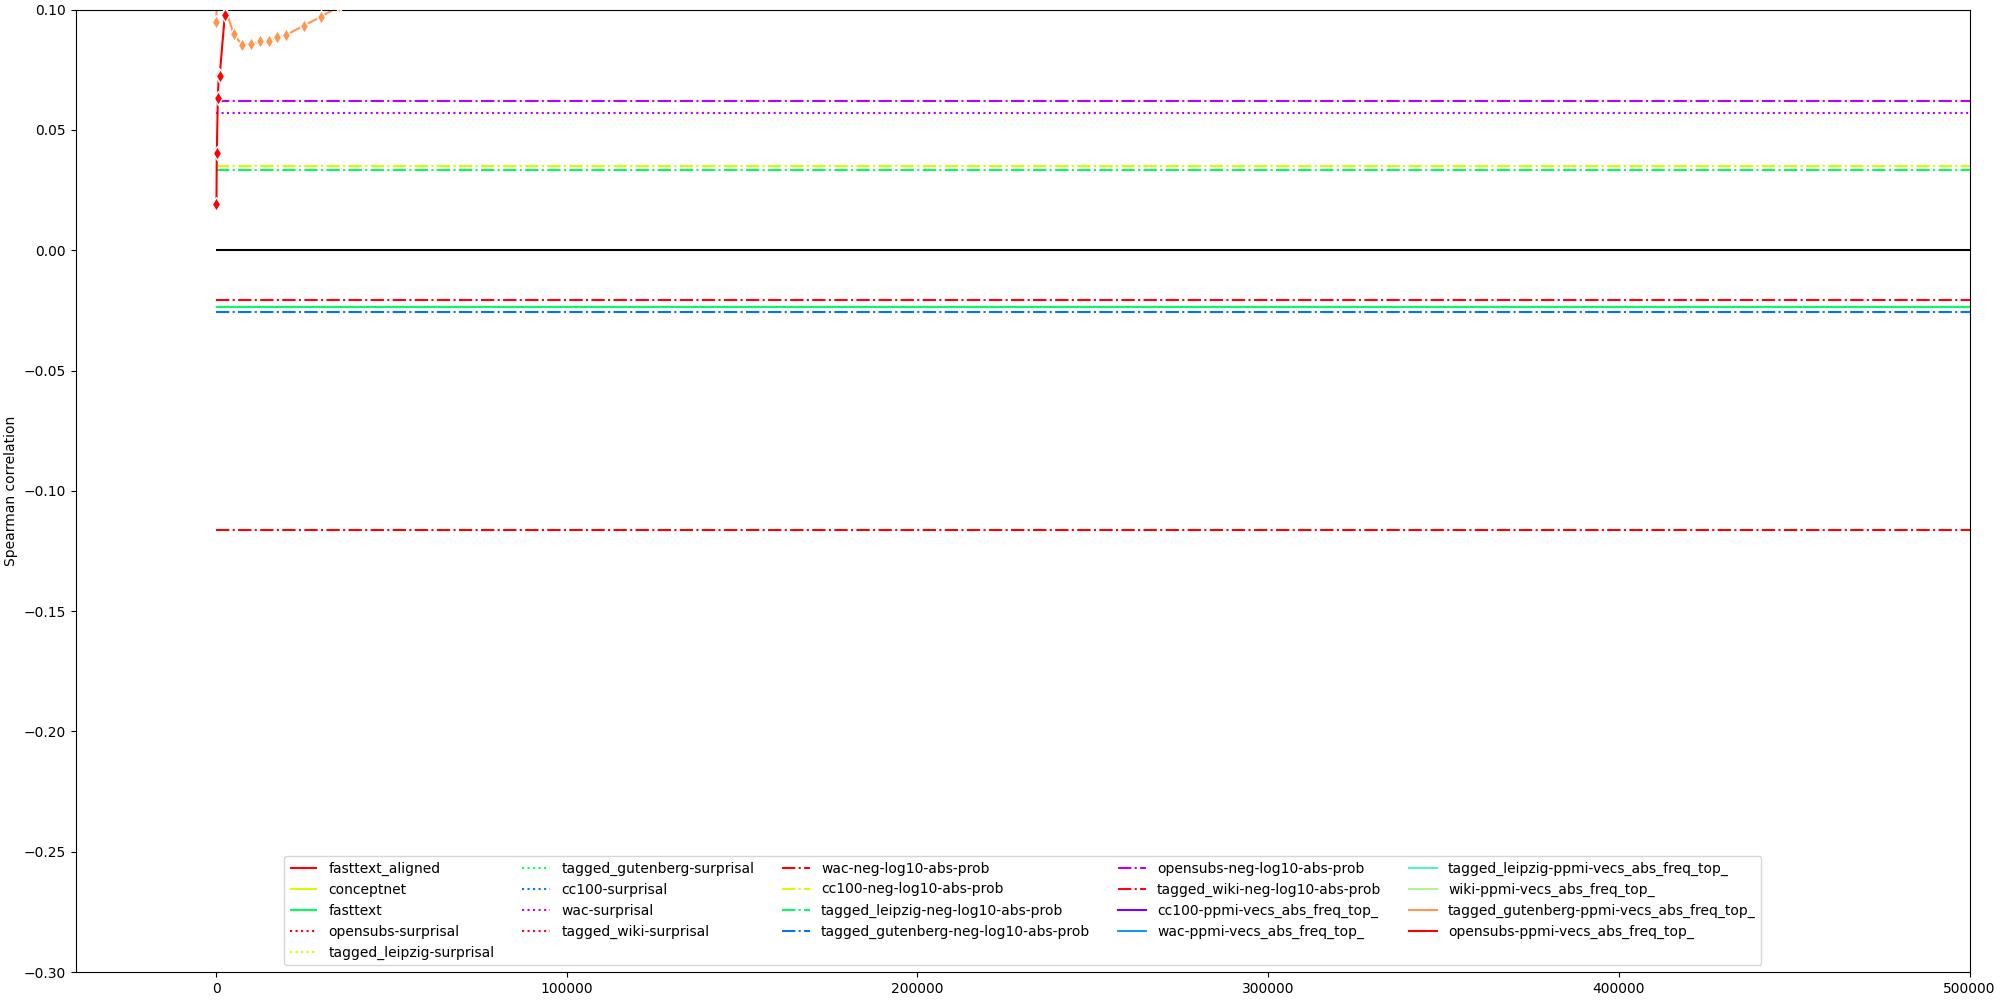 0.10
0.05
0.00
−0.05
−0.10
−0.15
−0.20
−0.25
−0.30
Spearman correlation
fasttext_aligned
conceptnet
fasttext
opensubs-surprisal
tagged_leipzig-surprisal
tagged_gutenberg-surprisal
cc100-surprisal
wac-surprisal
tagged_wiki-surprisal
wac-neg-log10-abs-prob
cc100-neg-log10-abs-prob
tagged_leipzig-neg-log10-abs-prob
tagged_gutenberg-neg-log10-abs-prob
opensubs-neg-log10-abs-prob
tagged_wiki-neg-log10-abs-prob
cc100-ppmi-vecs_abs_freq_top_
wac-ppmi-vecs_abs_freq_top_
tagged_leipzig-ppmi-vecs_abs_freq_top_
wiki-ppmi-vecs_abs_freq_top_
tagged_gutenberg-ppmi-vecs_abs_freq_top_
opensubs-ppmi-vecs_abs_freq_top_
0 100000 200000 300000 400000 500000